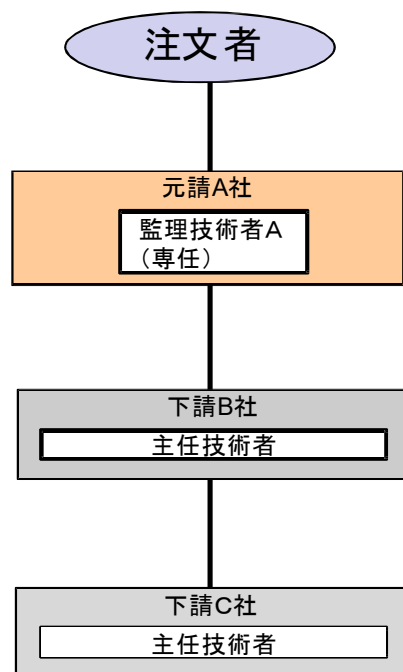 注文者
元請A社
監理技術者A
（専任）
下請B社
主任技術者
下請C社
主任技術者